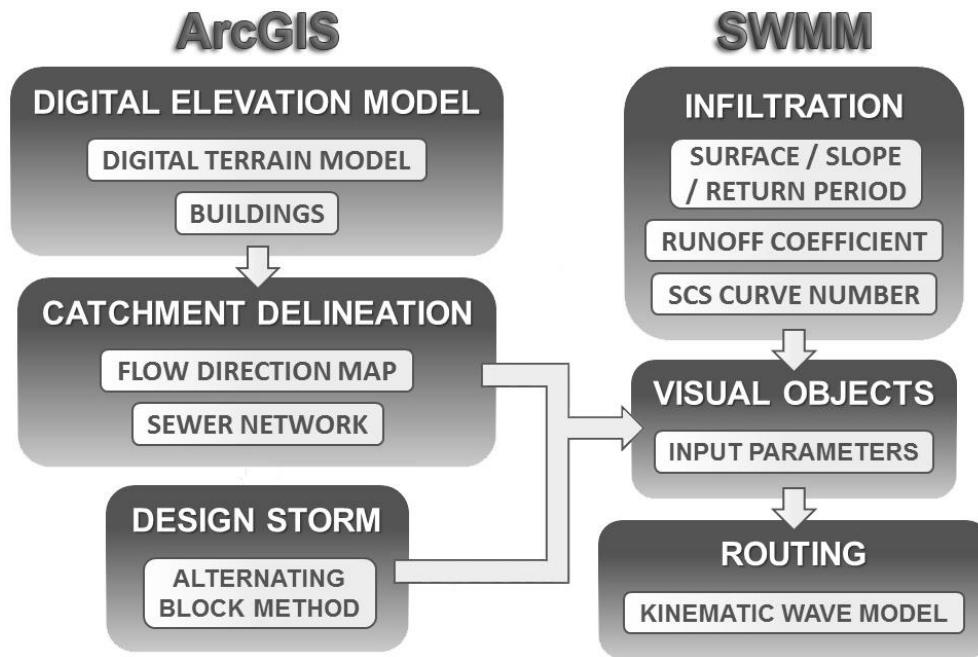 ArcGIS
DIGITAL ELEVATION MODEL
DIGITAL TERRAIN MODEL
BUILDINGS
CATCHMENT DELINEATION
FLOW DIRECTION MAP
SEWER NETWORK
DESIGN STORM
ALTERNATING
BLOCK METHOD
SWMM
INFILTRATION
SURFACE / SLOPE
/ RETURN PERIOD
RUNOFF COEFFICIENT
SCS CURVE NUMBER
VISUAL OBJECTS
INPUT PARAMETERS
ROUTING
KINEMATIC WAVE MODEL